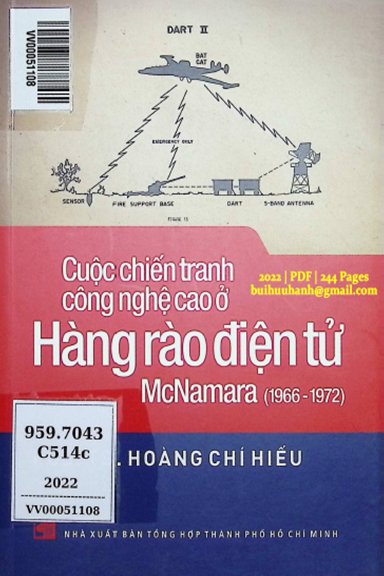 VV00051108
DART II
BAT
CAT
EMERGENCY ONLY
SENSOR
FIRE SUPPORT BASE
DART
S-BAND ANTENNA
Cuộc chiến tranh
công nghệ cao ở
2022 | PDF | 244 Pages
buihuuhanh@gmail.com
Hàng rào điện tử
McNamara (1966-1972)
959.7043
C514c
2022
VV00051108
. HOÀNG CHÍ HIẾU
NHÀ XUẤT BẢN TỔNG HỢP THÀNH PHỐ HỒ CHÍ MINH